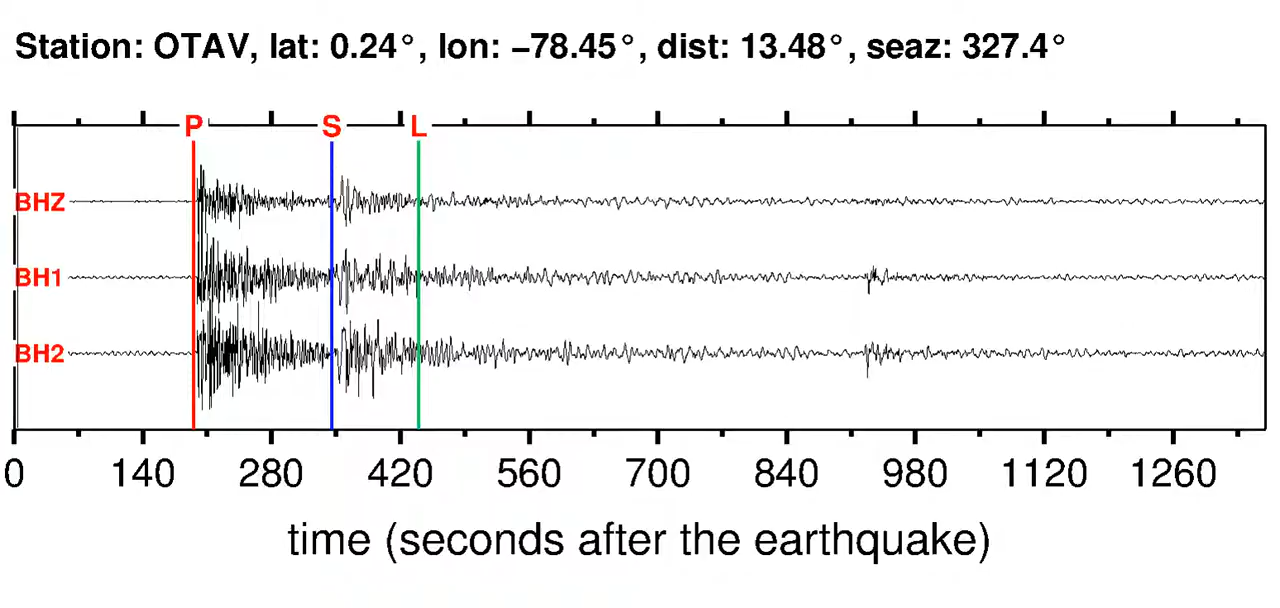 Station: OTAV, lat: 0.24°, lon: −78.45°, dist: 13.48°, seaz: 327.4°
P S L
BHZ
BH1
BH2
0 140 280 420 560 700 840 980 1120 1260
time (seconds after the earthquake)